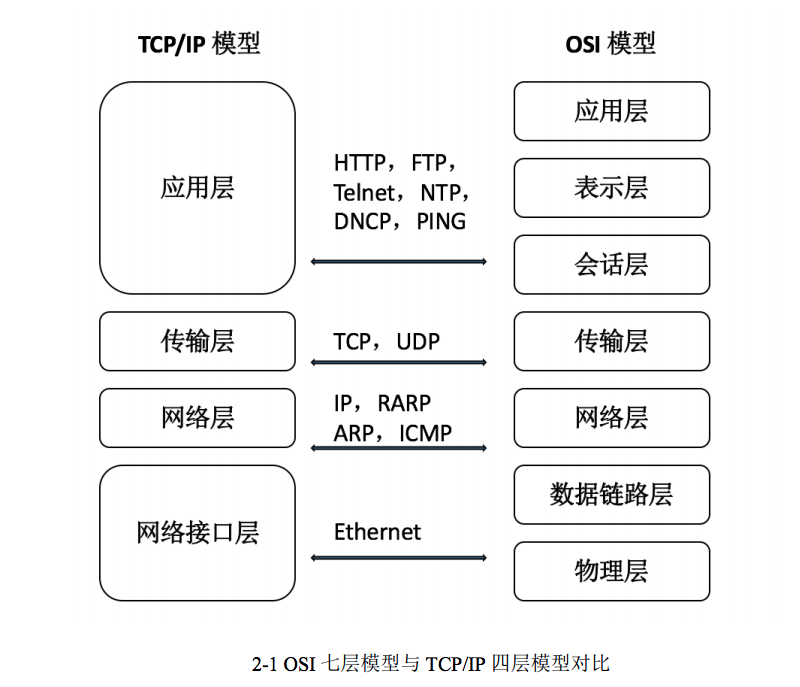 TCP/IP 模型
OSI 模型
应用层
HTTP，FTP，
Telnet，NTP，
DNCP，PING
应用层
表示层
会话层
传输层
TCP，UDP
传输层
网络层
IP，RARP
ARP，ICMP
网络层
网络接口层
Ethernet
数据链路层
物理层
2-1 OSI 七层模型与 TCP/IP 四层模型对比